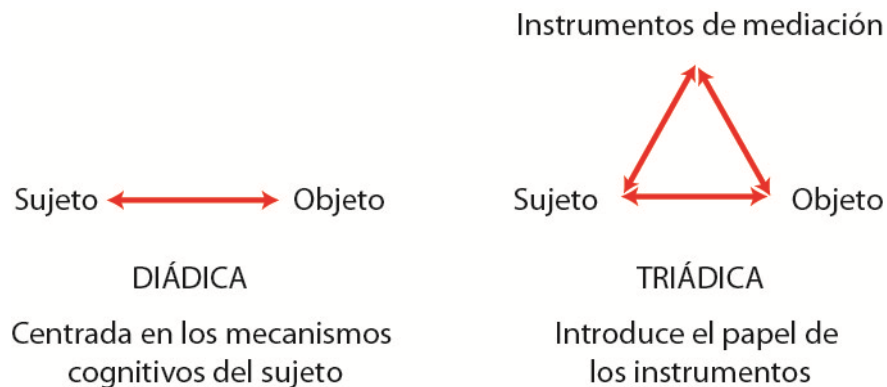 Sujeto
Objeto
DIÁDICA
Centrada en los mecanismos
cognitivos del sujeto
Instrumentos de mediación
Sujeto
Objeto
TRIÁDICA
Introduce el papel de
los instrumentos